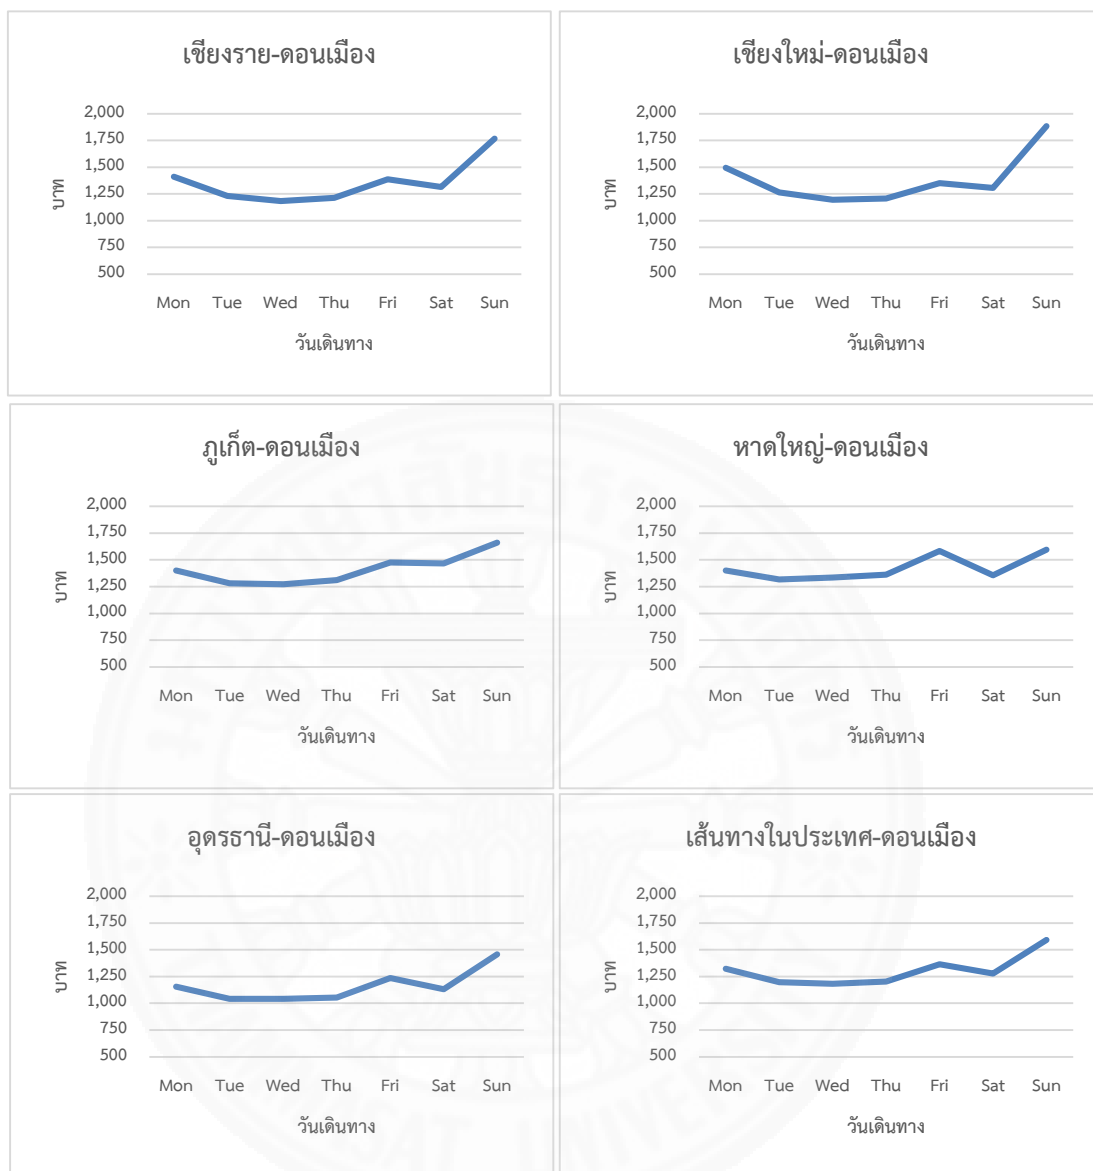 เชียงราย-ดอนเมือง
2,000
1,750
1,500
1,250
1,000
750
500
บาท
Mon Tue Wed Thu Fri Sat Sun
วันเดินทาง
เชียงใหม่-ดอนเมือง
2,000
1,750
1,500
1,250
1,000
750
500
บาท
Mon Tue Wed Thu Fri Sat Sun
วันเดินทาง
ภูเก็ต-ดอนเมือง
2,000
1,750
1,500
1,250
1,000
750
500
บาท
Mon Tue Wed Thu Fri Sat Sun
วันเดินทาง
หาดใหญ่-ดอนเมือง
2,000
1,750
1,500
1,250
1,000
750
500
บาท
Mon Tue Wed Thu Fri Sat Sun
วันเดินทาง
อุดรธานี-ดอนเมือง
2,000
1,750
1,500
1,250
1,000
750
500
บาท
Mon Tue Wed Thu Fri Sat Sun
วันเดินทาง
เส้นทางในประเทศ-ดอนเมือง
2,000
1,750
1,500
1,250
1,000
750
500
บาท
Mon Tue Wed Thu Fri Sat Sun
วันเดินทาง